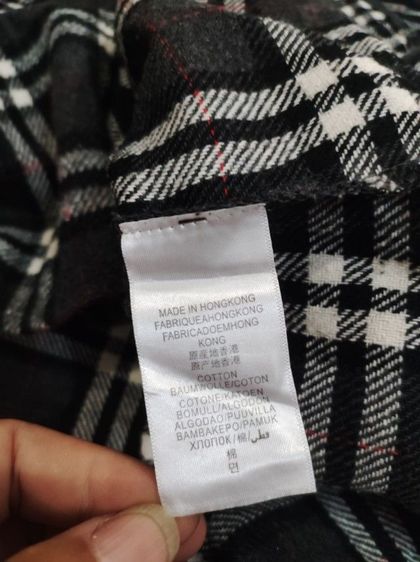 MADE IN HONGKONG
FABRIQUEAHONGKONG
FABRICADOEMHONG
KONG
原産地香港
原产地香港
COTTON
BAUMWOLLE/COTON
COTONE/KATOEN
BOMULL/ALGODON
ALGODAO/PUUVILLA
BAMBAKEPO/PAMUK
ХЛОПОК/棉/قطن
棉
면